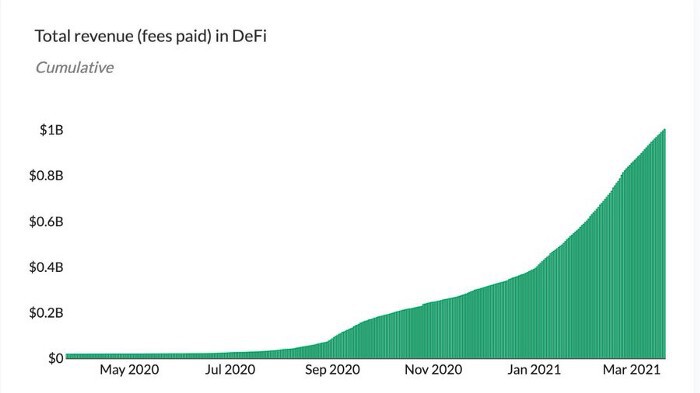 Total revenue (fees paid) in DeFi
Cumulative
$1B
$0.8B
$0.6B
$0.4B
$0.2B
$0
May 2020 Jul 2020 Sep 2020 Nov 2020 Jan 2021 Mar 2021